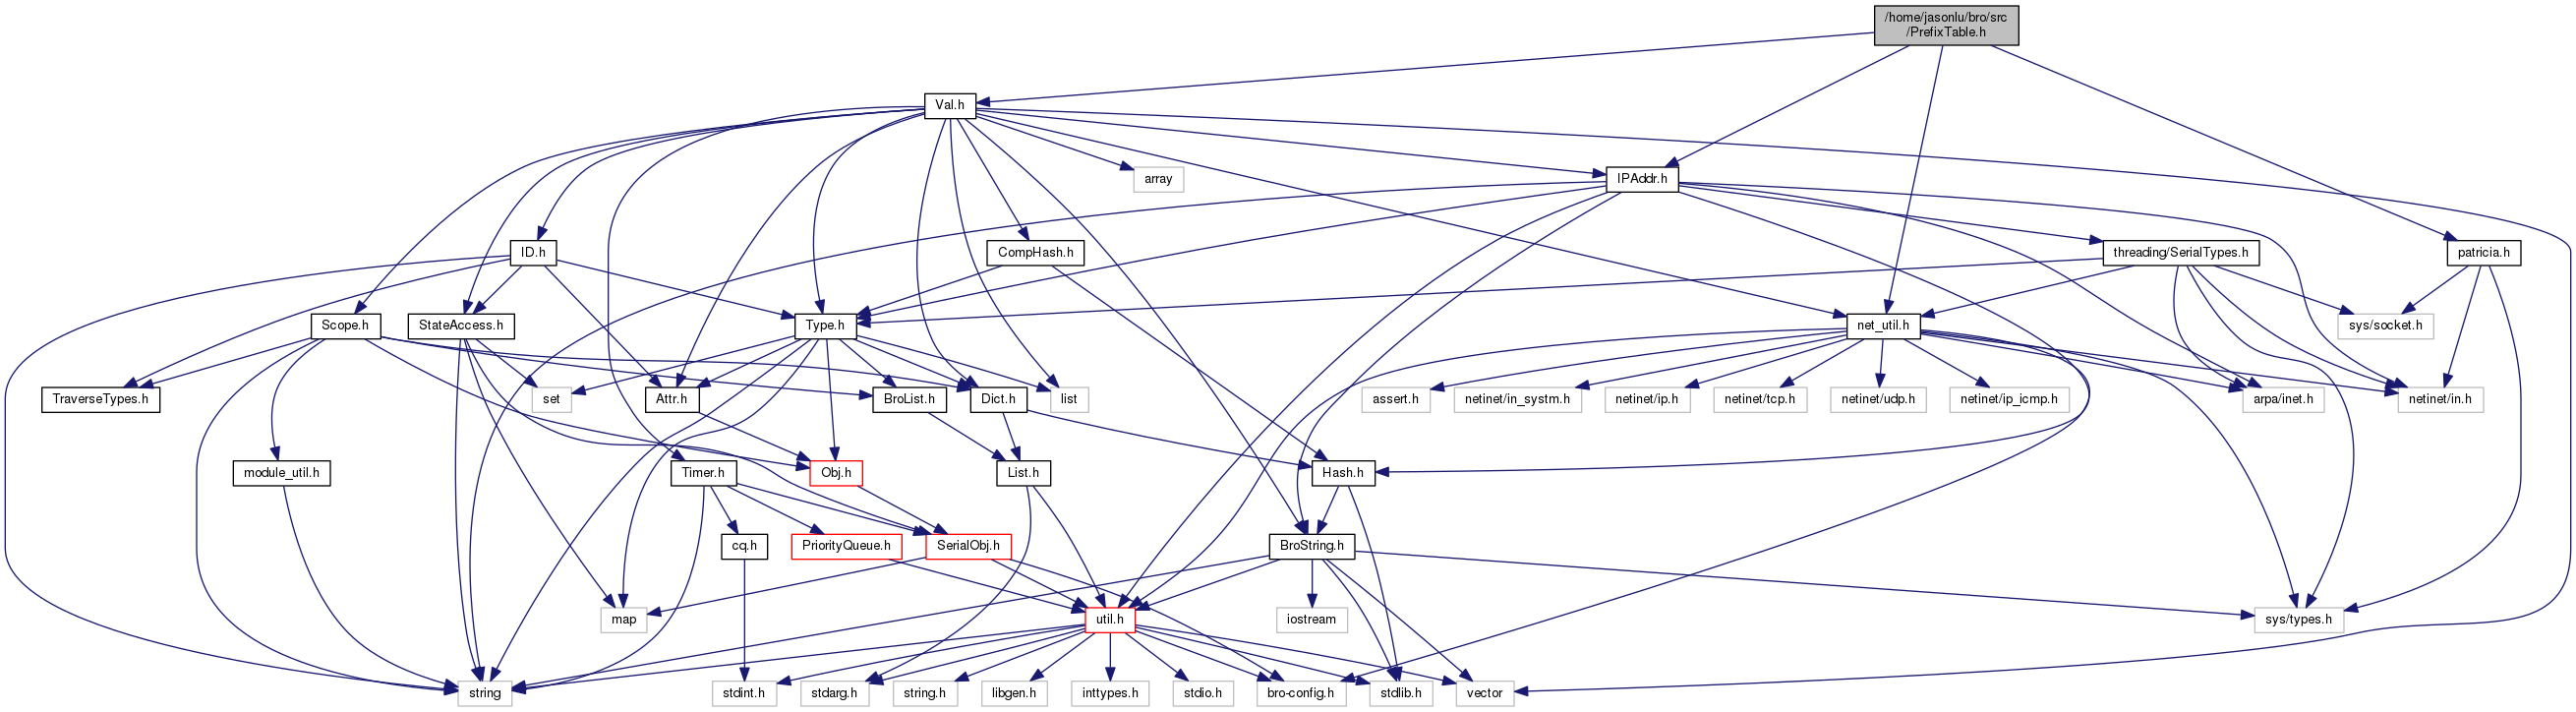 /home/jasonlu/bro/src
/PrefixTable.h
Val.h
array
IPAddr.h
ID.h
CompHash.h
threading/SerialTypes.h
patricia.h
Scope.h
StateAccess.h
Type.h
net_util.h
sys/socket.h
TraverseTypes.h
set
Attr.h
BroList.h
Dict.h
list
assert.h
netinet/in_systm.h
netinet/ip.h
netinet/tcp.h
netinet/udp.h
netinet/ip_icmp.h
arpa/inet.h
netinet/in.h
module_util.h
Timer.h
Obj.h
List.h
Hash.h
cq.h
PriorityQueue.h
SerialObj.h
BroString.h
map
util.h
iostream
sys/types.h
string
stdint.h
stdarg.h
string.h
libgen.h
inttypes.h
stdio.h
bro-config.h
stdlib.h
vector